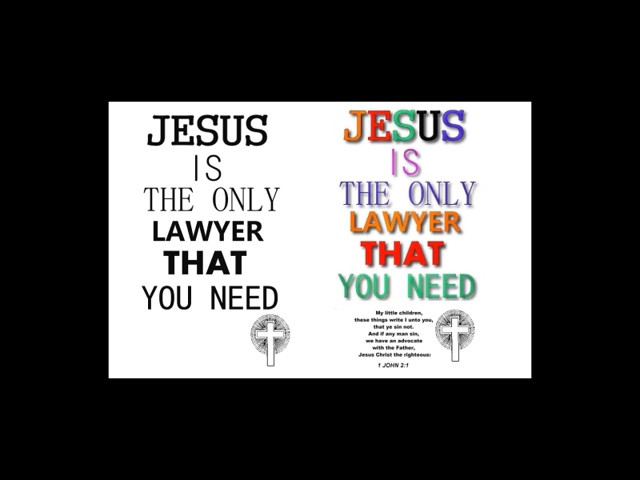 JESUS
IS
THE ONLY
LAWYER
THAT
YOU NEED
JESUS
IS
THE ONLY
LAWYER
THAT
YOU NEED
My little children,
these things write I unto you,
that ye sin not.
And if any man sin,
we have an advocate
with the Father,
Jesus Christ the righteous:
1 JOHN 2:1